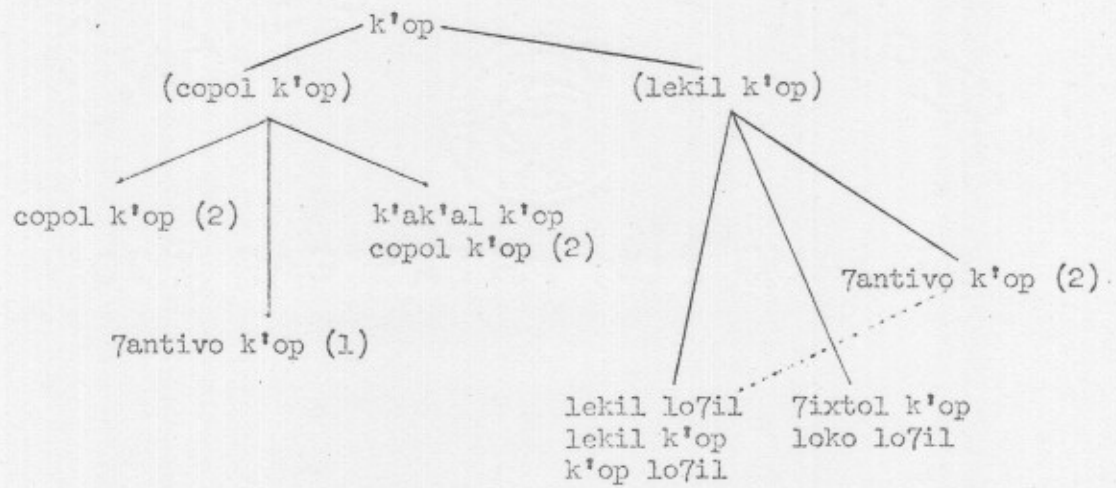 k'op
(copol k'op)
(lekil k'op)
copol k'op (2)
k'ak'al k'op
copol k'op (2)
7antivo k'op (2)
7antivo k'op (1)
lekil lo7il
lekil k'op
k'op lo7il
7ixtol k'op
loko lo7il